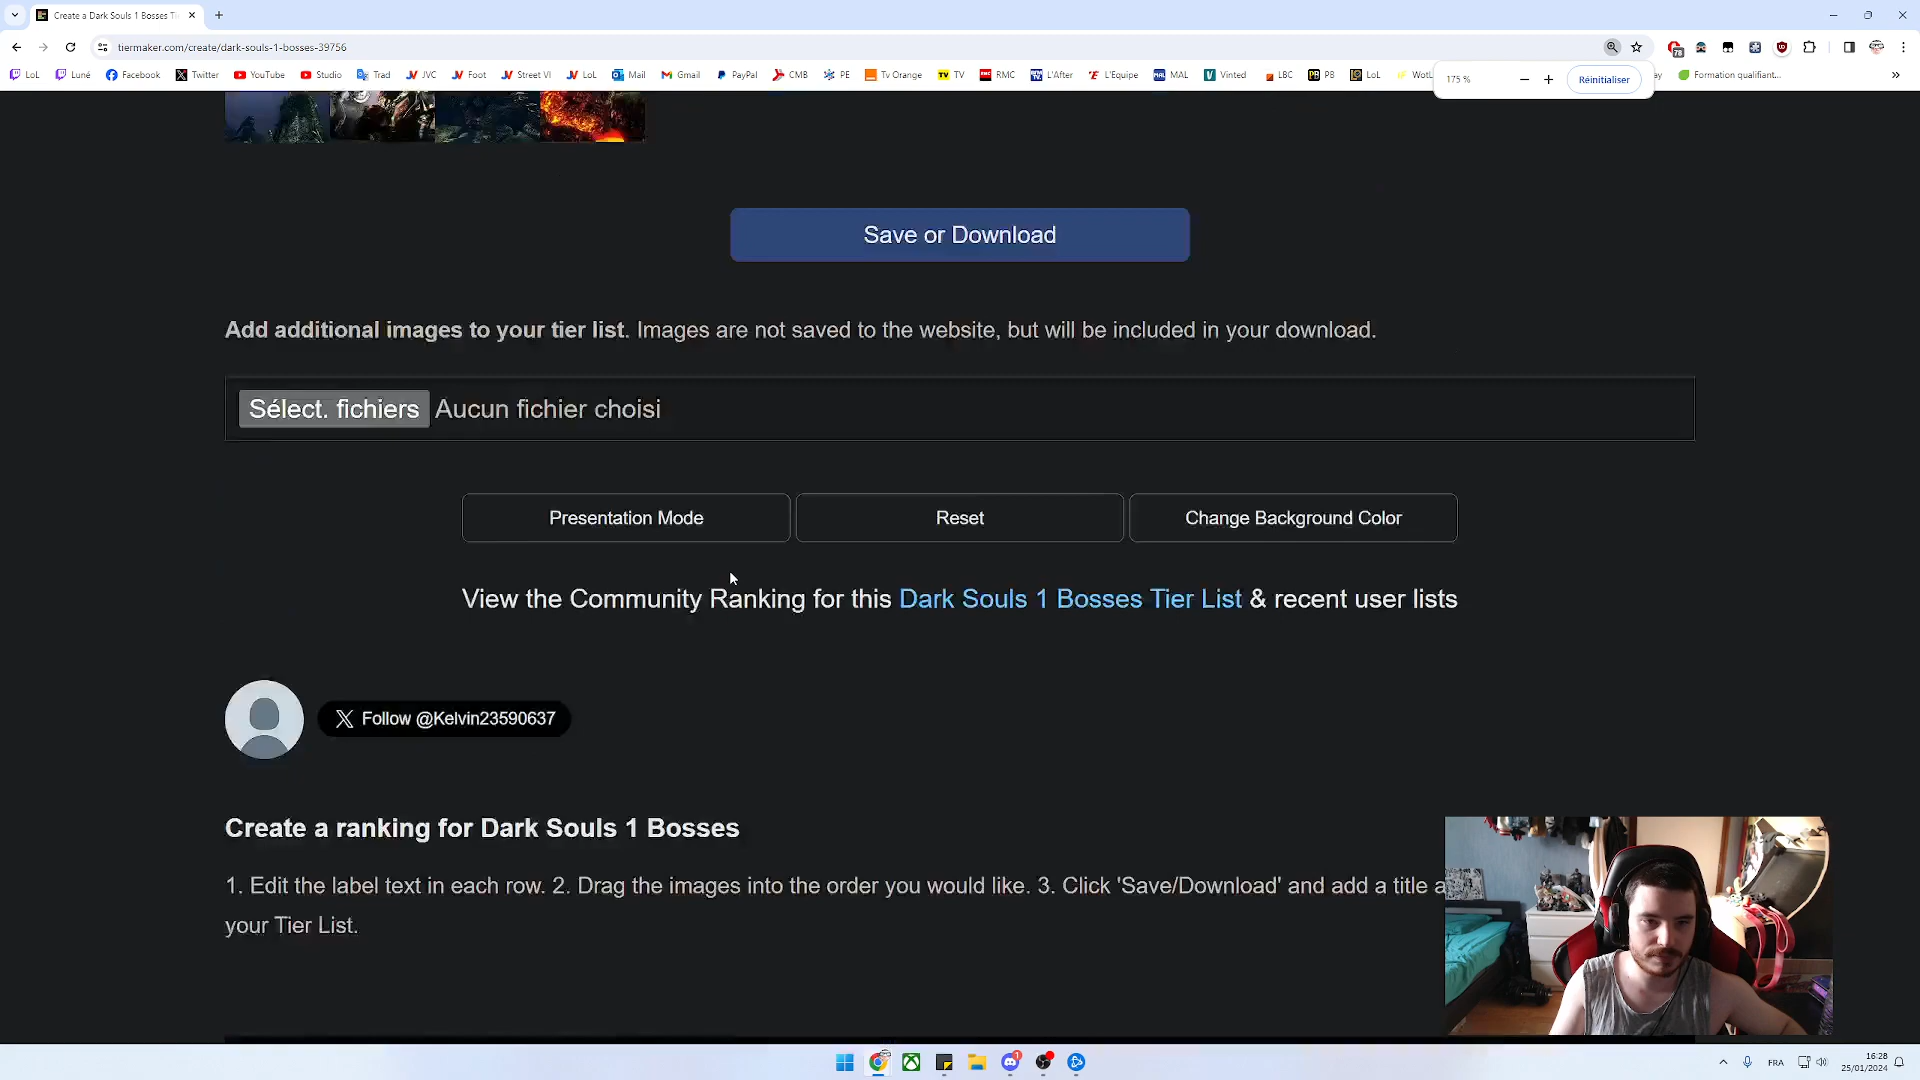 Create a Dark Souls 1 Bosses Ti
tiermaker.com/create/dark-souls-1-bosses-39756
LoL Luné Facebook Twitter YouTube Studio Trad JVC Foot Street VI LoL Mail Gmail PayPal CMB PE Tv Orange TV RMC L'After L'Equipe MAL Vinted LBC PB LoL Formation qualifiant...
175 % Réinitialiser
Save or Download
Add additional images to your tier list. Images are not saved to the website, but will be included in your download.
Sélect. fichiers Aucun fichier choisi
Presentation Mode Reset Change Background Color
View the Community Ranking for this Dark Souls 1 Bosses Tier List & recent user lists
Follow @Kelvin23590637
Create a ranking for Dark Souls 1 Bosses
1. Edit the label text in each row. 2. Drag the images into the order you would like. 3. Click 'Save/Download' and add a title a
your Tier List.
FRA 16:28
25/01/2024